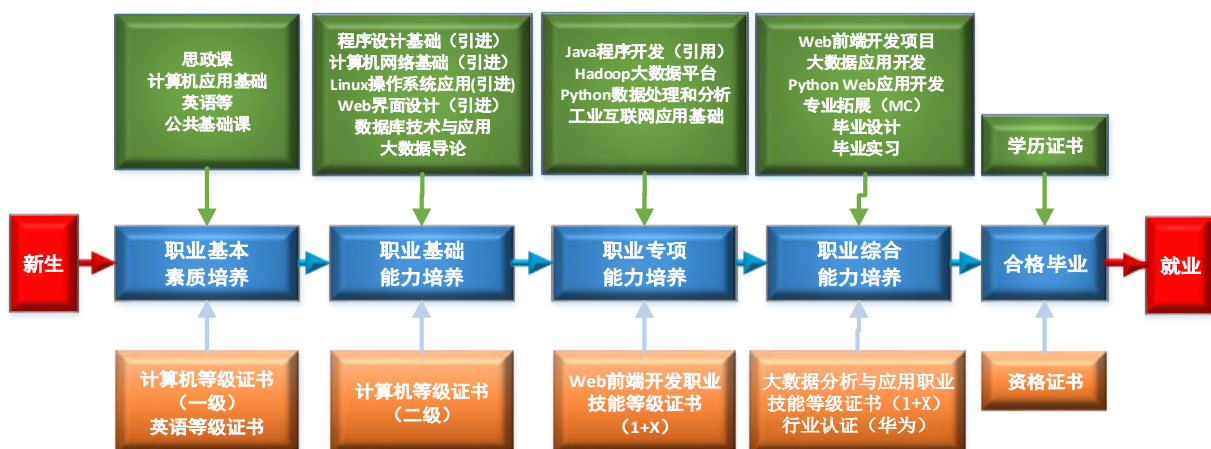 思政课
计算机应用基础
英语等
公共基础课
程序设计基础（引进）
计算机网络基础（引进）
Linux操作系统应用(引进)
Web界面设计（引进）
数据库技术与应用
大数据导论
Java程序开发（引用）
Hadoop大数据平台
Python数据处理和分析
工业互联网应用基础
Web前端开发项目
大数据应用开发
Python Web应用开发
专业拓展（MC）
毕业设计
毕业实习
学历证书
新生
职业基本
素质培养
职业基础
能力培养
职业专项
能力培养
职业综合
能力培养
合格毕业
就业
计算机等级证书
（一级）
英语等级证书
计算机等级证书
（二级）
Web前端开发职业
技能等级证书
（1+X）
大数据分析与应用职业
技能等级证书（1+X）
行业认证（华为）
资格证书